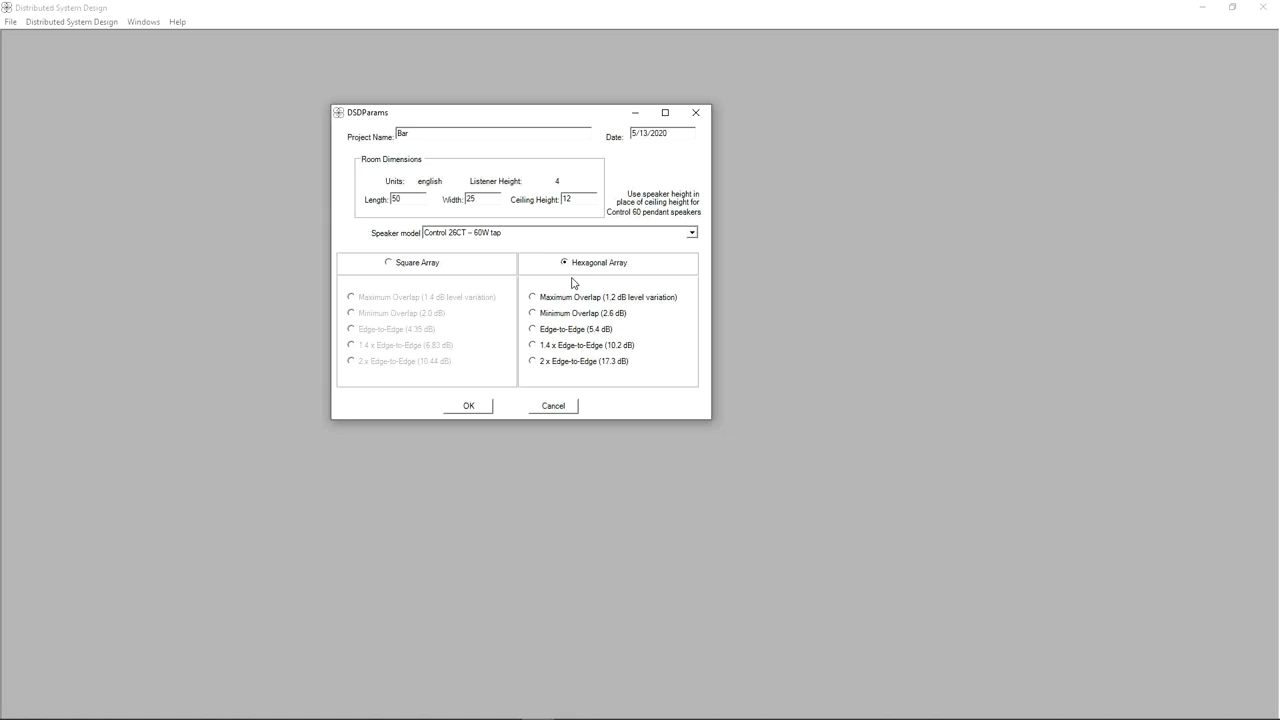 Distributed System Design
File Distributed System Design Windows Help
DSDParams
Project Name: Bar Date: 5/13/2020
Room Dimensions
Units: english Listener Height: 4
Length: 50 Width: 25 Ceiling Height: 12
Use speaker height in
place of ceiling height for
Control 60 pendant speakers
Speaker model Control 26CT – 60W tap
Square Array Hexagonal Array
Maximum Overlap (1.4 dB level variation) Maximum Overlap (1.2 dB level variation)
Minimum Overlap (2.0 dB) Minimum Overlap (2.6 dB)
Edge-to-Edge (4.35 dB) Edge-to-Edge (5.4 dB)
1.4 x Edge-to-Edge (6.83 dB) 1.4 x Edge-to-Edge (10.2 dB)
2 x Edge-to-Edge (10.44 dB) 2 x Edge-to-Edge (17.3 dB)
OK Cancel